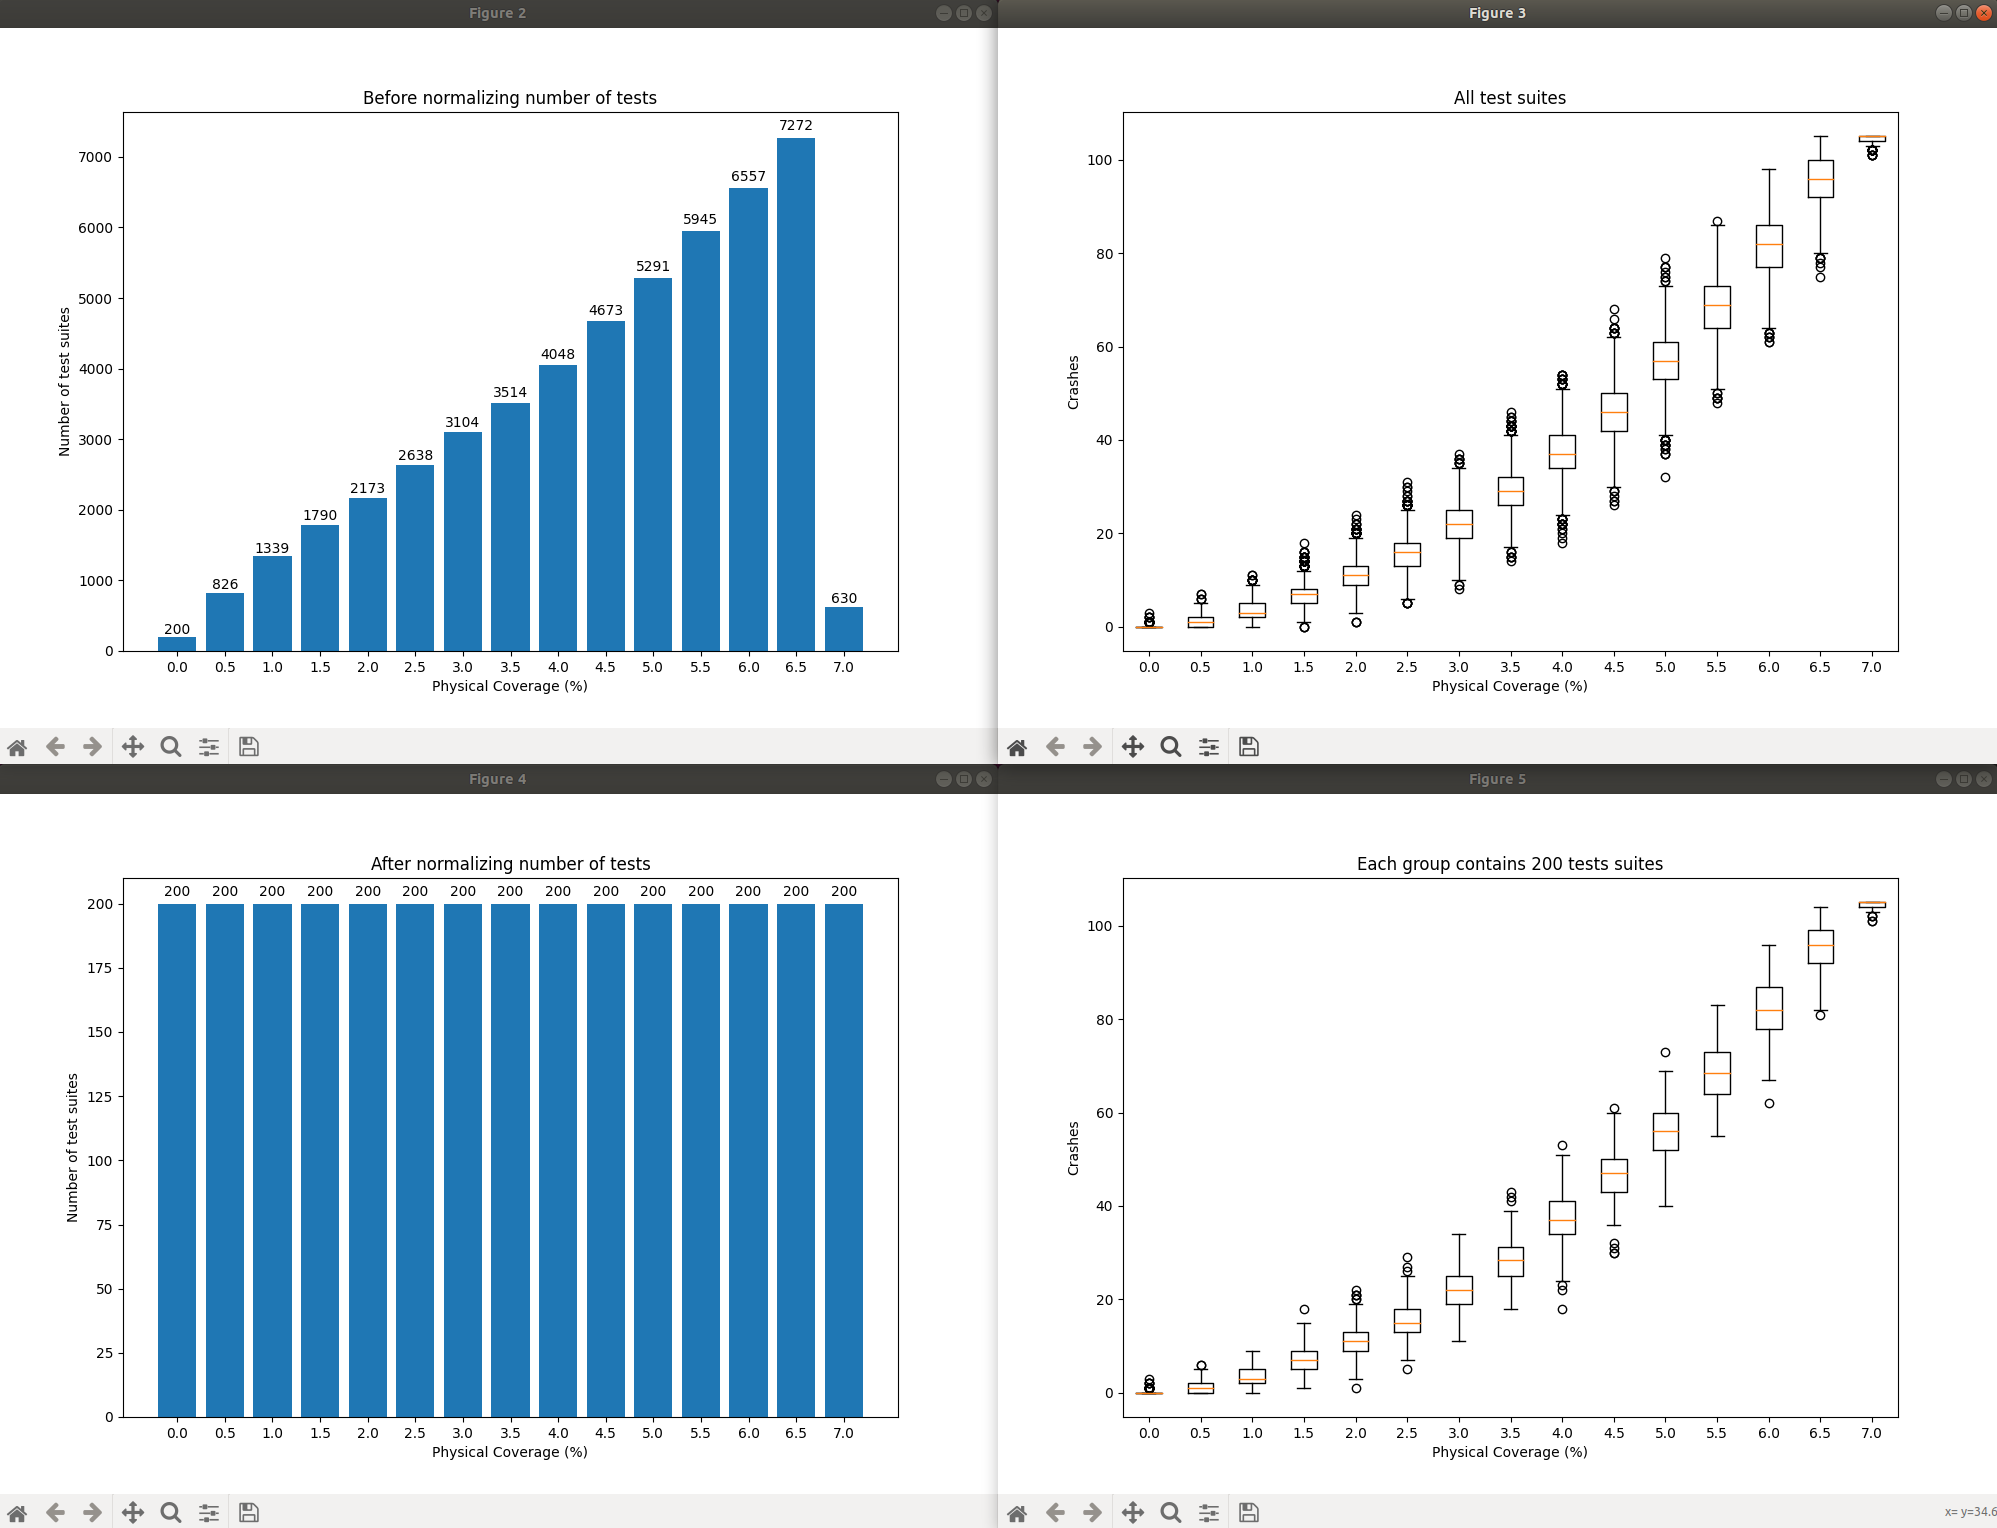 Figure 2
Before normalizing number of tests
Number of test suites
7000
6000
5000
4000
3000
2000
1000
0
200
826
1339
1790
2173
2638
3104
3514
4048
4673
5291
5945
6557
7272
630
0.0 0.5 1.0 1.5 2.0 2.5 3.0 3.5 4.0 4.5 5.0 5.5 6.0 6.5 7.0
Physical Coverage (%)
Figure 3
All test suites
Crashes
100
80
60
40
20
0
0.0 0.5 1.0 1.5 2.0 2.5 3.0 3.5 4.0 4.5 5.0 5.5 6.0 6.5 7.0
Physical Coverage (%)
Figure 4
After normalizing number of tests
200 200 200 200 200 200 200 200 200 200 200 200 200 200 200
Number of test suites
200
175
150
125
100
75
50
25
0
0.0 0.5 1.0 1.5 2.0 2.5 3.0 3.5 4.0 4.5 5.0 5.5 6.0 6.5 7.0
Physical Coverage (%)
Figure 5
Each group contains 200 tests suites
Crashes
100
80
60
40
20
0
0.0 0.5 1.0 1.5 2.0 2.5 3.0 3.5 4.0 4.5 5.0 5.5 6.0 6.5 7.0
Physical Coverage (%)
x= y=34.6